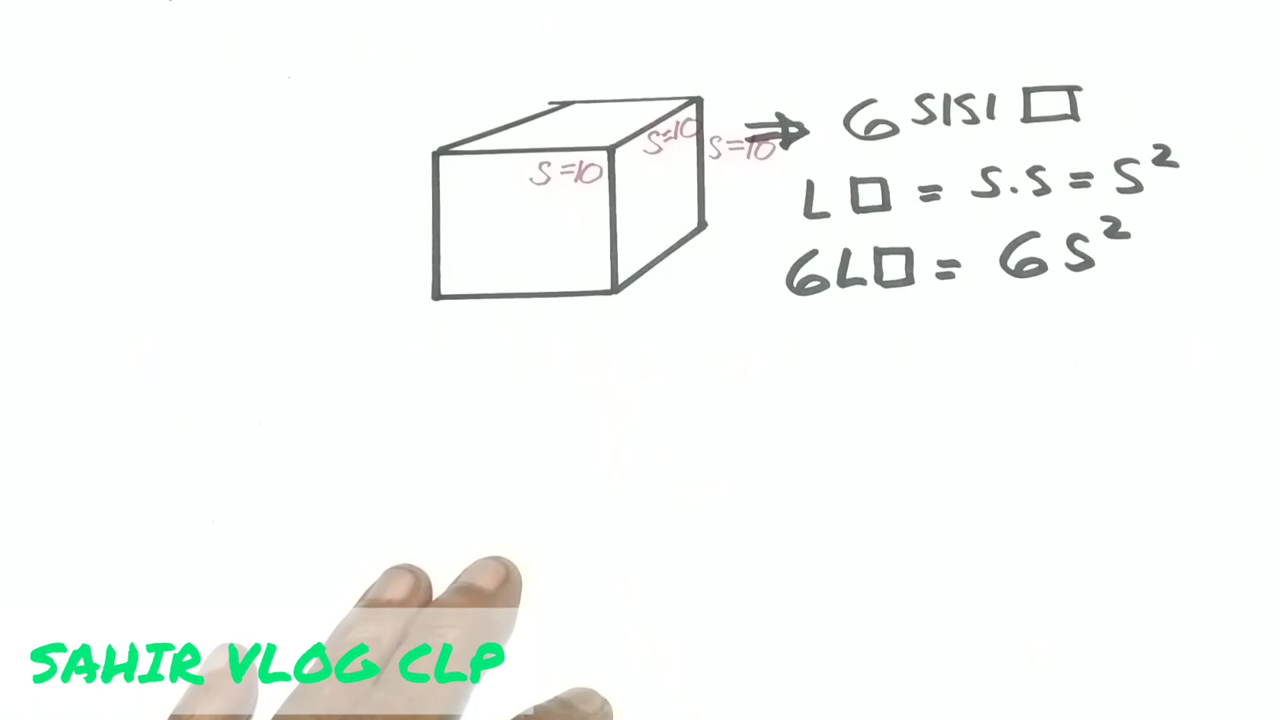 S=10
S=10
S=10
⇒ 6 SISI □
L □ = S.S = S²
6L□ = 6S²
SAHIR VLOG CLP